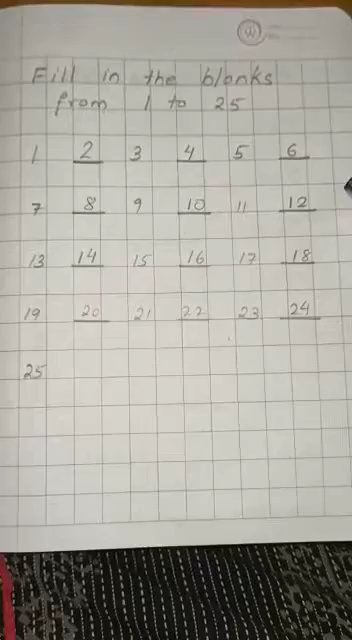 Fill in the blanks
from 1 to 25
1 2 3 4 5 6
7 8 9 10 11 12
13 14 15 16 17 18
19 20 21 22 23 24
25